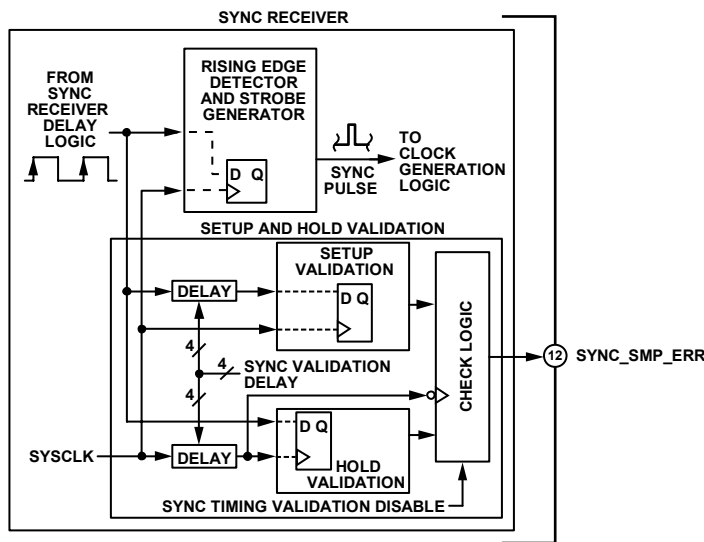 SYNC RECEIVER
RISING EDGE
DETECTOR
AND STROBE
GENERATOR
FROM
SYNC
RECEIVER
DELAY
LOGIC
D Q
SYNC
PULSE
TO
CLOCK
GENERATION
LOGIC
SETUP AND HOLD VALIDATION
SETUP
VALIDATION
DELAY
D Q
4
4
SYNC VALIDATION
DELAY
4
CHECK LOGIC
12
SYNC_SMP_ERR
D Q
SYSCLK
DELAY
HOLD
VALIDATION
SYNC TIMING VALIDATION DISABLE